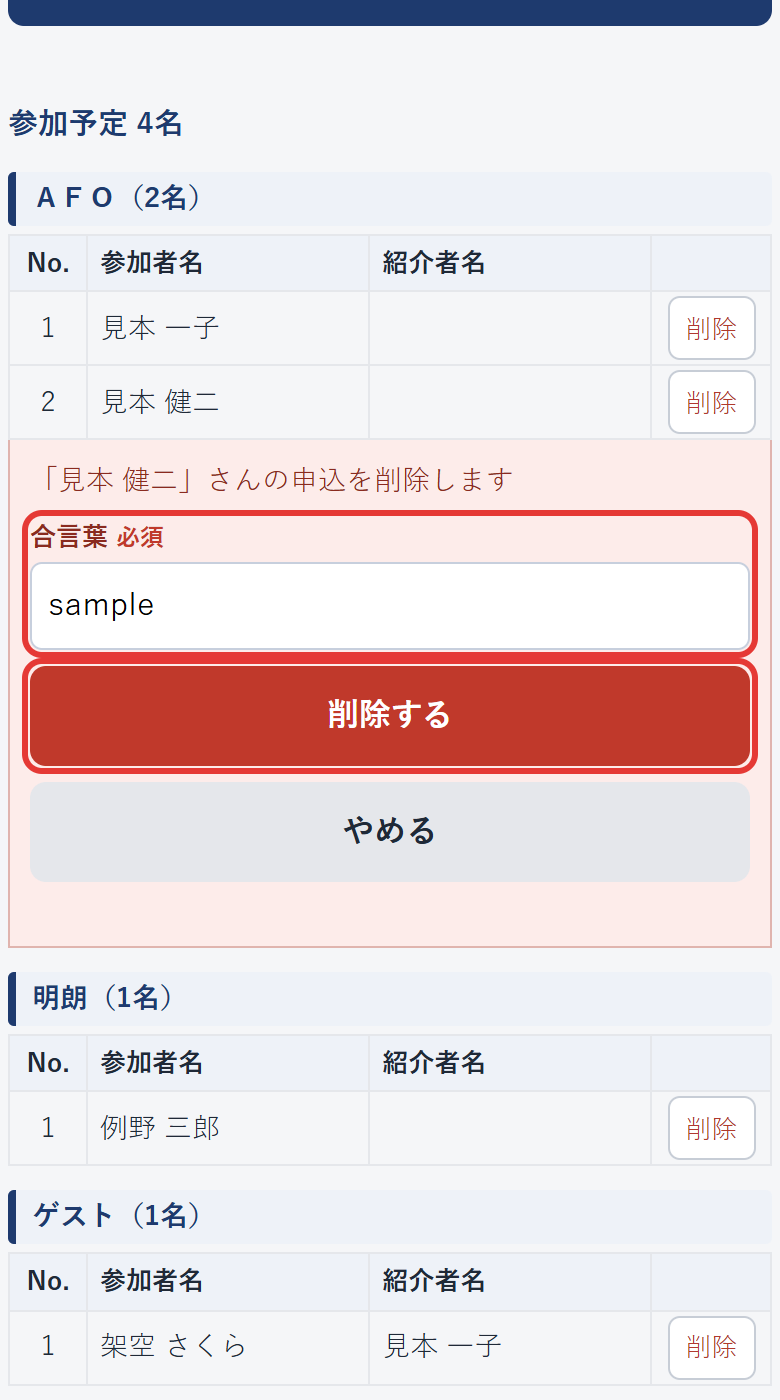 参加予定 4名
ＡＦＯ（2名）
No. 参加者名 紹介者名
1 見本 一子 削除
2 見本 健二 削除
「見本 健二」さんの申込を削除します
合言葉 必須
sample
削除する
やめる
明朗（1名）
No. 参加者名 紹介者名
1 例野 三郎 削除
ゲスト（1名）
No. 参加者名 紹介者名
1 架空 さくら 見本 一子 削除